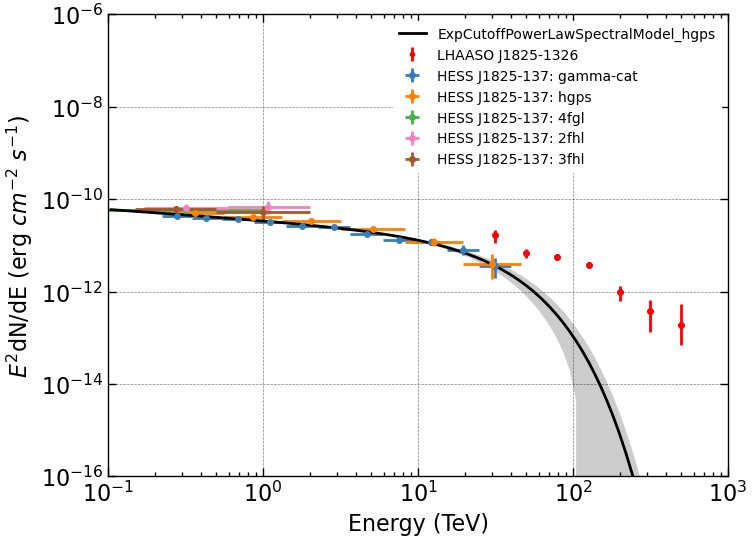 10⁻⁶
10⁻⁸
10⁻¹⁰
10⁻¹²
10⁻¹⁴
10⁻¹⁶
E²dN/dE (erg cm⁻² s⁻¹)
ExpCutoffPowerLawSpectralModel_hgps
LHAASO J1825-1326
HESS J1825-137: gamma-cat
HESS J1825-137: hgps
HESS J1825-137: 4fgl
HESS J1825-137: 2fhl
HESS J1825-137: 3fhl
10⁻¹ 10⁰ 10¹ 10² 10³
Energy (TeV)